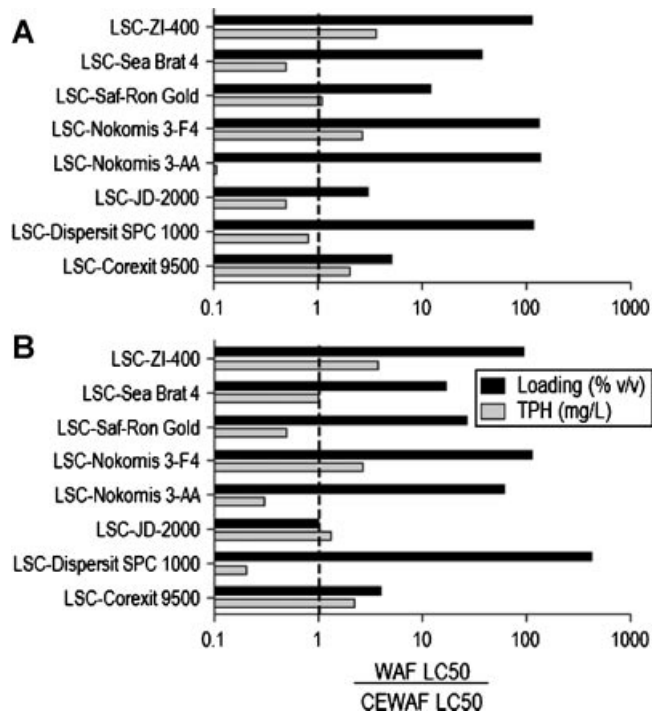 A
LSC-ZI-400
LSC-Sea Brat 4
LSC-Saf-Ron Gold
LSC-Nokomis 3-F4
LSC-Nokomis 3-AA
LSC-JD-2000
LSC-Dispersit SPC 1000
LSC-Corexit 9500
0.1 1 10 100 1000
B
LSC-ZI-400
LSC-Sea Brat 4
LSC-Saf-Ron Gold
LSC-Nokomis 3-F4
LSC-Nokomis 3-AA
LSC-JD-2000
LSC-Dispersit SPC 1000
LSC-Corexit 9500
Loading (% v/v)
TPH (mg/L)
0.1 1 10 100 1000
WAF LC50
CEWAF LC50